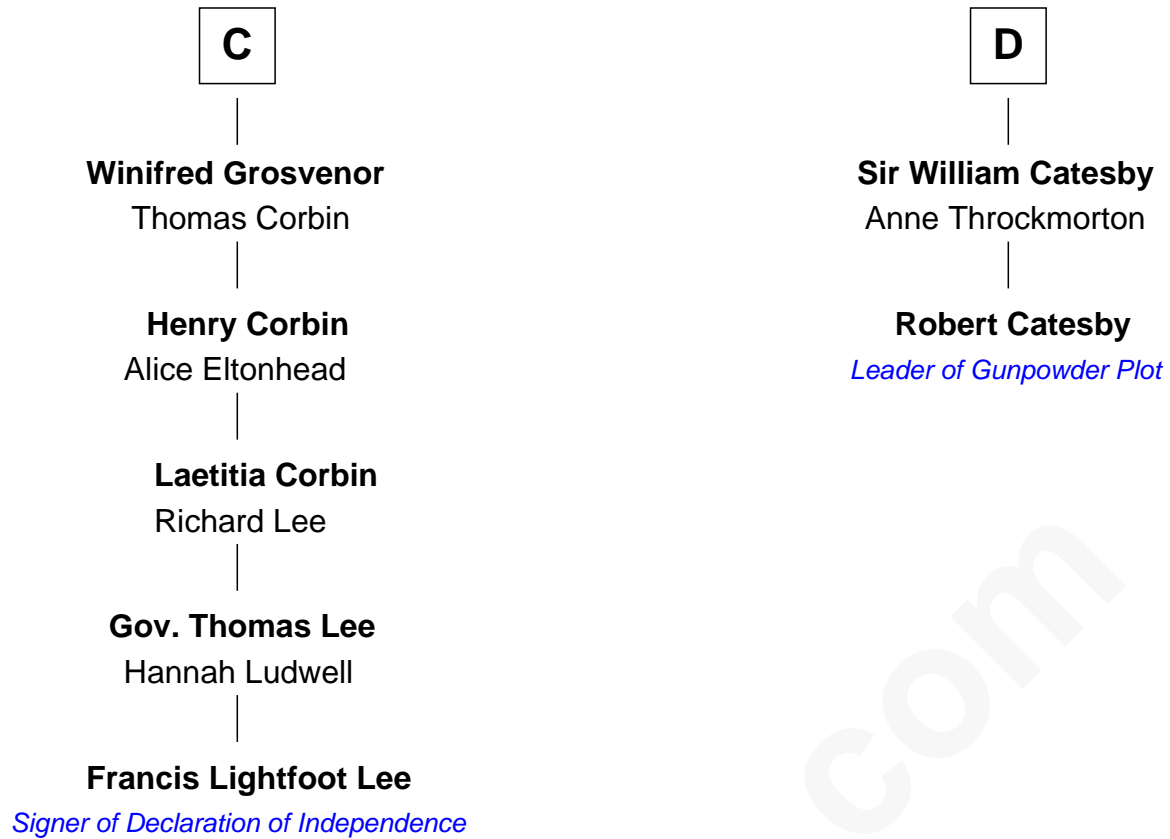 C
Winifred Grosvenor
Thomas Corbin
Henry Corbin
Alice Eltonhead
Laetitia Corbin
Richard Lee
Gov. Thomas Lee
Hannah Ludwell
Francis Lightfoot Lee
Signer of Declaration of Independence
D
Sir William Catesby
Anne Throckmorton
Robert Catesby
Leader of Gunpowder Plot
com